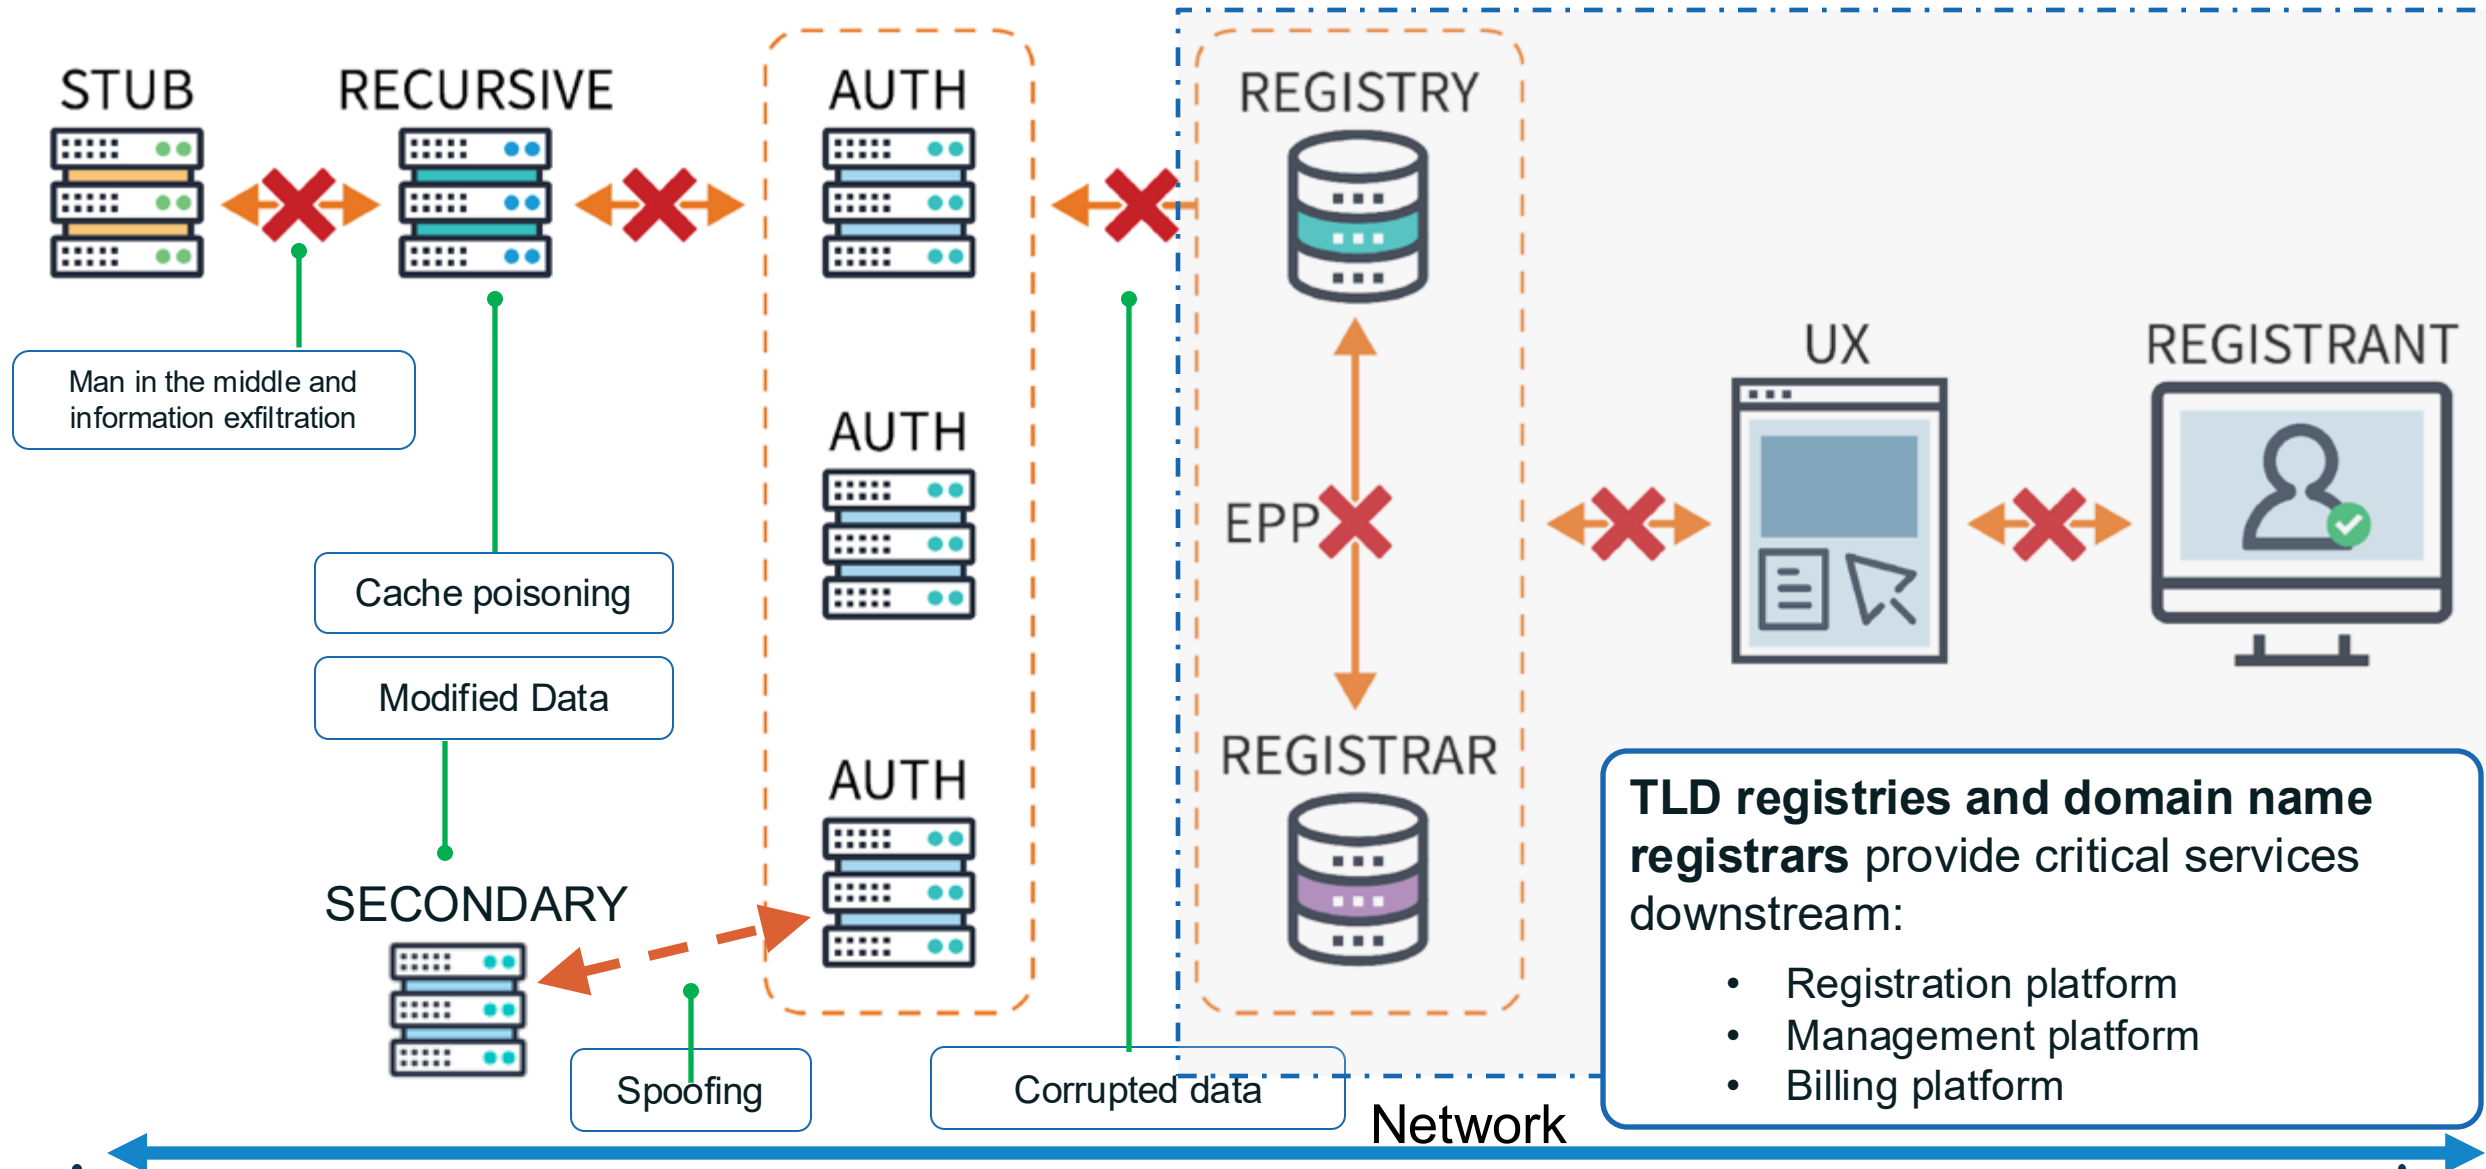 STUB
RECURSIVE
AUTH
REGISTRY
Man in the middle and
information exfiltration
UX
REGISTRANT
AUTH
EPP
Cache poisoning
Modified Data
AUTH
REGISTRAR
SECONDARY
TLD registries and domain name
registrars provide critical services
downstream:
• Registration platform
• Management platform
• Billing platform
Spoofing
Corrupted data
Network